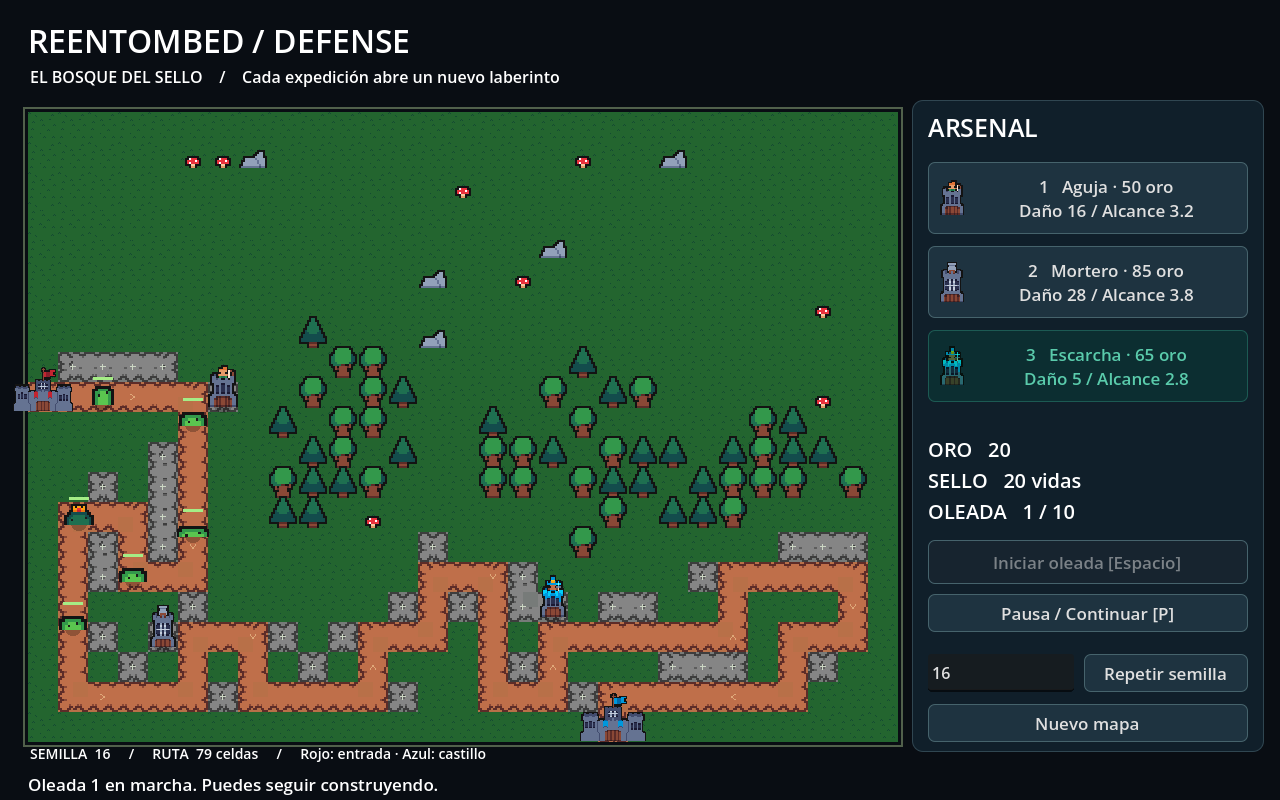 REENTOMBED / DEFENSE
EL BOSQUE DEL SELLO / Cada expedición abre un nuevo laberinto
ARSENAL
1 Aguja · 50 oro
Daño 16 / Alcance 3.2
2 Mortero · 85 oro
Daño 28 / Alcance 3.8
3 Escarcha · 65 oro
Daño 5 / Alcance 2.8
ORO 20
SELLO 20 vidas
OLEADA 1 / 10
Iniciar oleada [Espacio]
Pausa / Continuar [P]
16
Repetir semilla
Nuevo mapa
SEMILLA 16 / RUTA 79 celdas / Rojo: entrada · Azul: castillo
Oleada 1 en marcha. Puedes seguir construyendo.